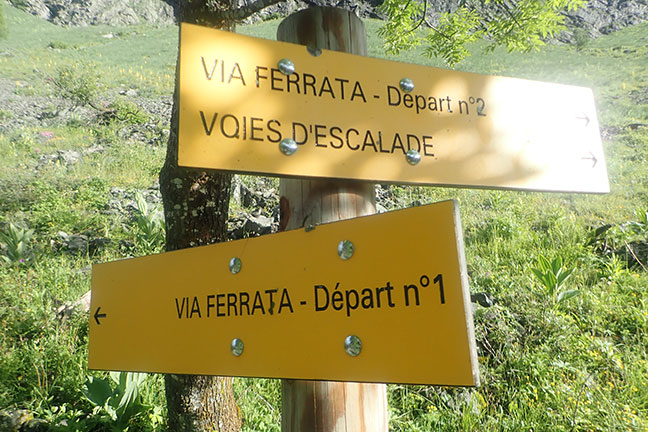 VIA FERRATA - Départ n°2 →
VOIES D'ESCALADE →
← VIA FERRATA - Départ n°1